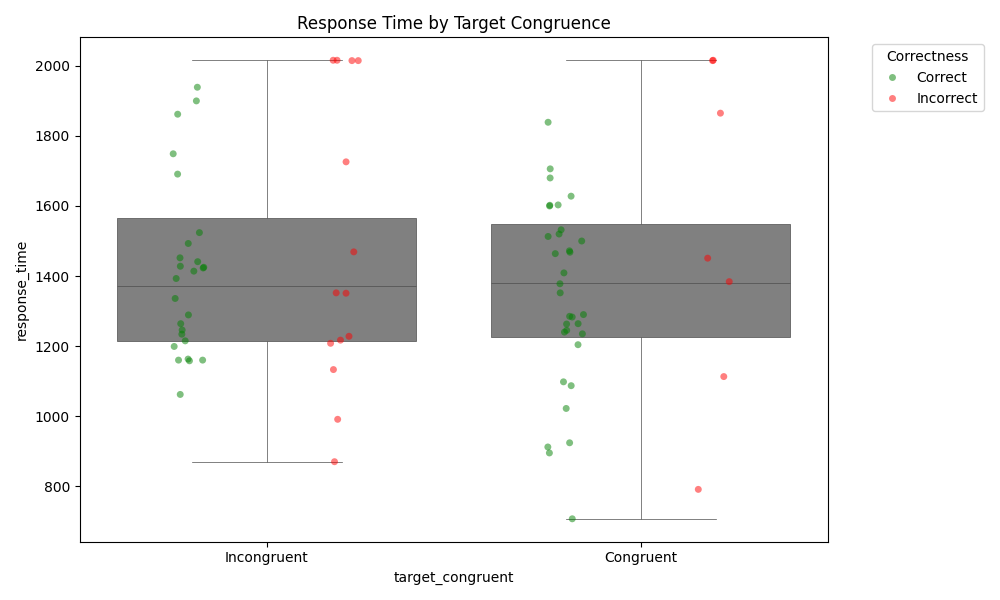 Response Time by Target Congruence
Correctness
Correct
Incorrect
2000
1800
1600
1400
1200
1000
800
response_time
Incongruent
Congruent
target_congruent